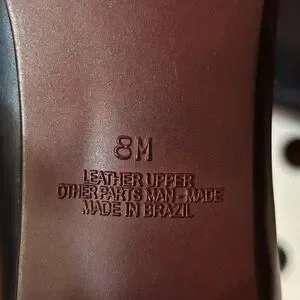 8M
LEATHER UPPER
OTHER PARTS MAN-MADE
MADE IN BRAZIL